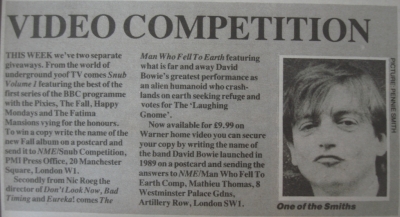 VIDEO COMPETITION
THIS WEEK we've two separate
giveaways. From the world of
underground yoof TV comes Snub
Volume 1 featuring the best of the
first series of the BBC programme
with the Pixies, The Fall, Happy
Mondays and The Fatima
Mansions vying for the honours.
To win a copy write the name of the
new Fall album on a postcard and
send it to NME/Snub Competition,
PMI Press Office, 20 Manchester
Square, London W1.
Secondly from Nic Roeg the
director of Don't Look Now, Bad
Timing and Eureka! comes The
Man Who Fell To Earth featuring
what is far and away David
Bowie's greatest performance as
an alien humanoid who crash-
lands on earth seeking refuge and
votes for The 'Laughing
Gnome'.
Now available for £9.99 on
Warner home video you can secure
your copy by writing the name of
the band David Bowie launched in
1989 on a postcard and sending the
answers to NME/Man Who Fell To
Earth Comp, Mathieu Thomas, 8
Westminster Palace Gdns,
Artillery Row, London SW1.
PICTURE: PENNIE SMITH
One of the Smiths